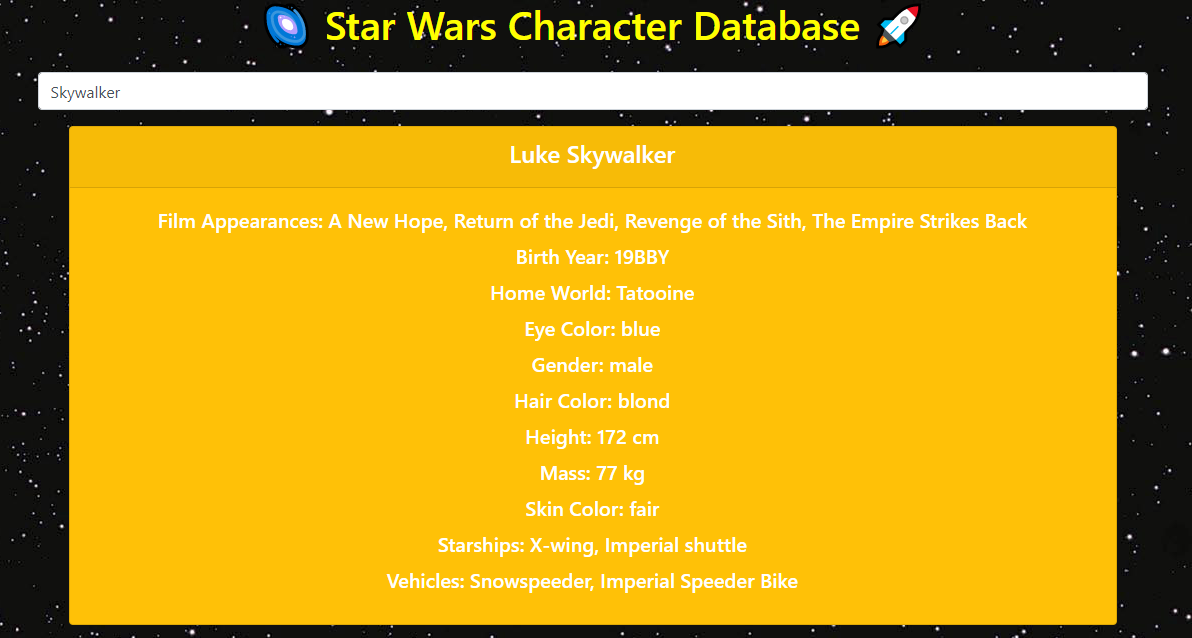 Star Wars Character Database
Skywalker
Luke Skywalker
Film Appearances: A New Hope, Return of the Jedi, Revenge of the Sith, The Empire Strikes Back
Birth Year: 19BBY
Home World: Tatooine
Eye Color: blue
Gender: male
Hair Color: blond
Height: 172 cm
Mass: 77 kg
Skin Color: fair
Starships: X-wing, Imperial shuttle
Vehicles: Snowspeeder, Imperial Speeder Bike